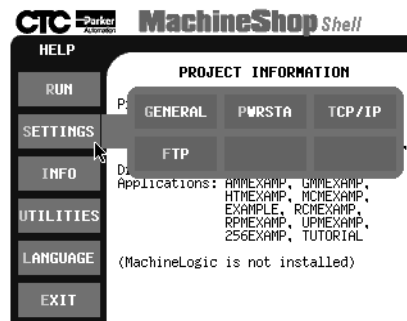 CTC Parker Automation MachineShop Shell
HELP
RUN
SETTINGS
INFO
UTILITIES
LANGUAGE
EXIT
PROJECT INFORMATION
GENERAL PWRSTA TCP/IP
FTP
Applications: AMMEXAMP, GMMEXAMP,
HTMEXAMP, MCMEXAMP,
EXAMPLE, RCMEXAMP,
RPMEXAMP, UPMEXAMP,
256EXAMP, TUTORIAL
(MachineLogic is not installed)